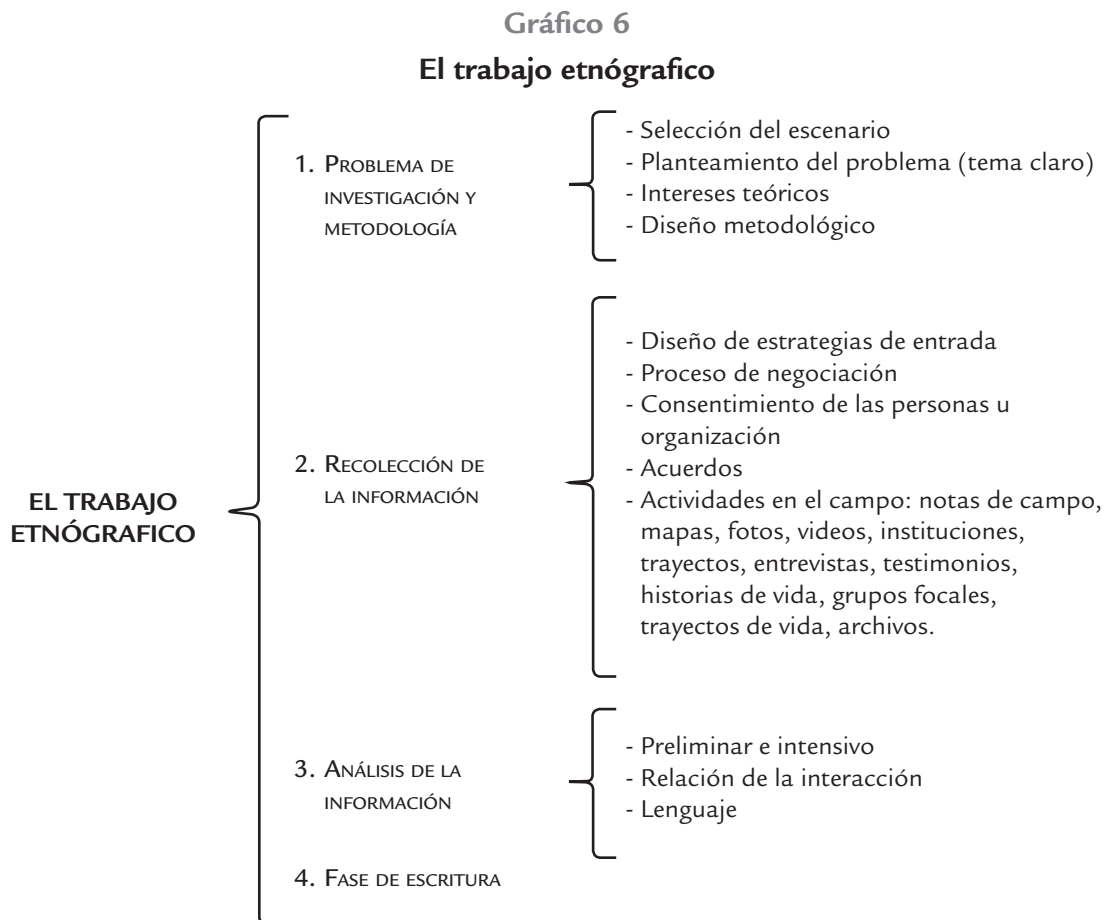 Gráfico 6
El trabajo etnógrafico
EL TRABAJO
ETNÓGRAFICO
1. Problema de
investigación y
metodología
- Selección del escenario
- Planteamiento del problema (tema claro)
- Intereses teóricos
- Diseño metodológico
2. Recolección de
la información
- Diseño de estrategias de entrada
- Proceso de negociación
- Consentimiento de las personas u
organización
- Acuerdos
- Actividades en el campo: notas de campo,
mapas, fotos, videos, instituciones,
trayectos, entrevistas, testimonios,
historias de vida, grupos focales,
trayectos de vida, archivos.
3. Análisis de la
información
- Preliminar e intensivo
- Relación de la interacción
- Lenguaje
4. Fase de escritura